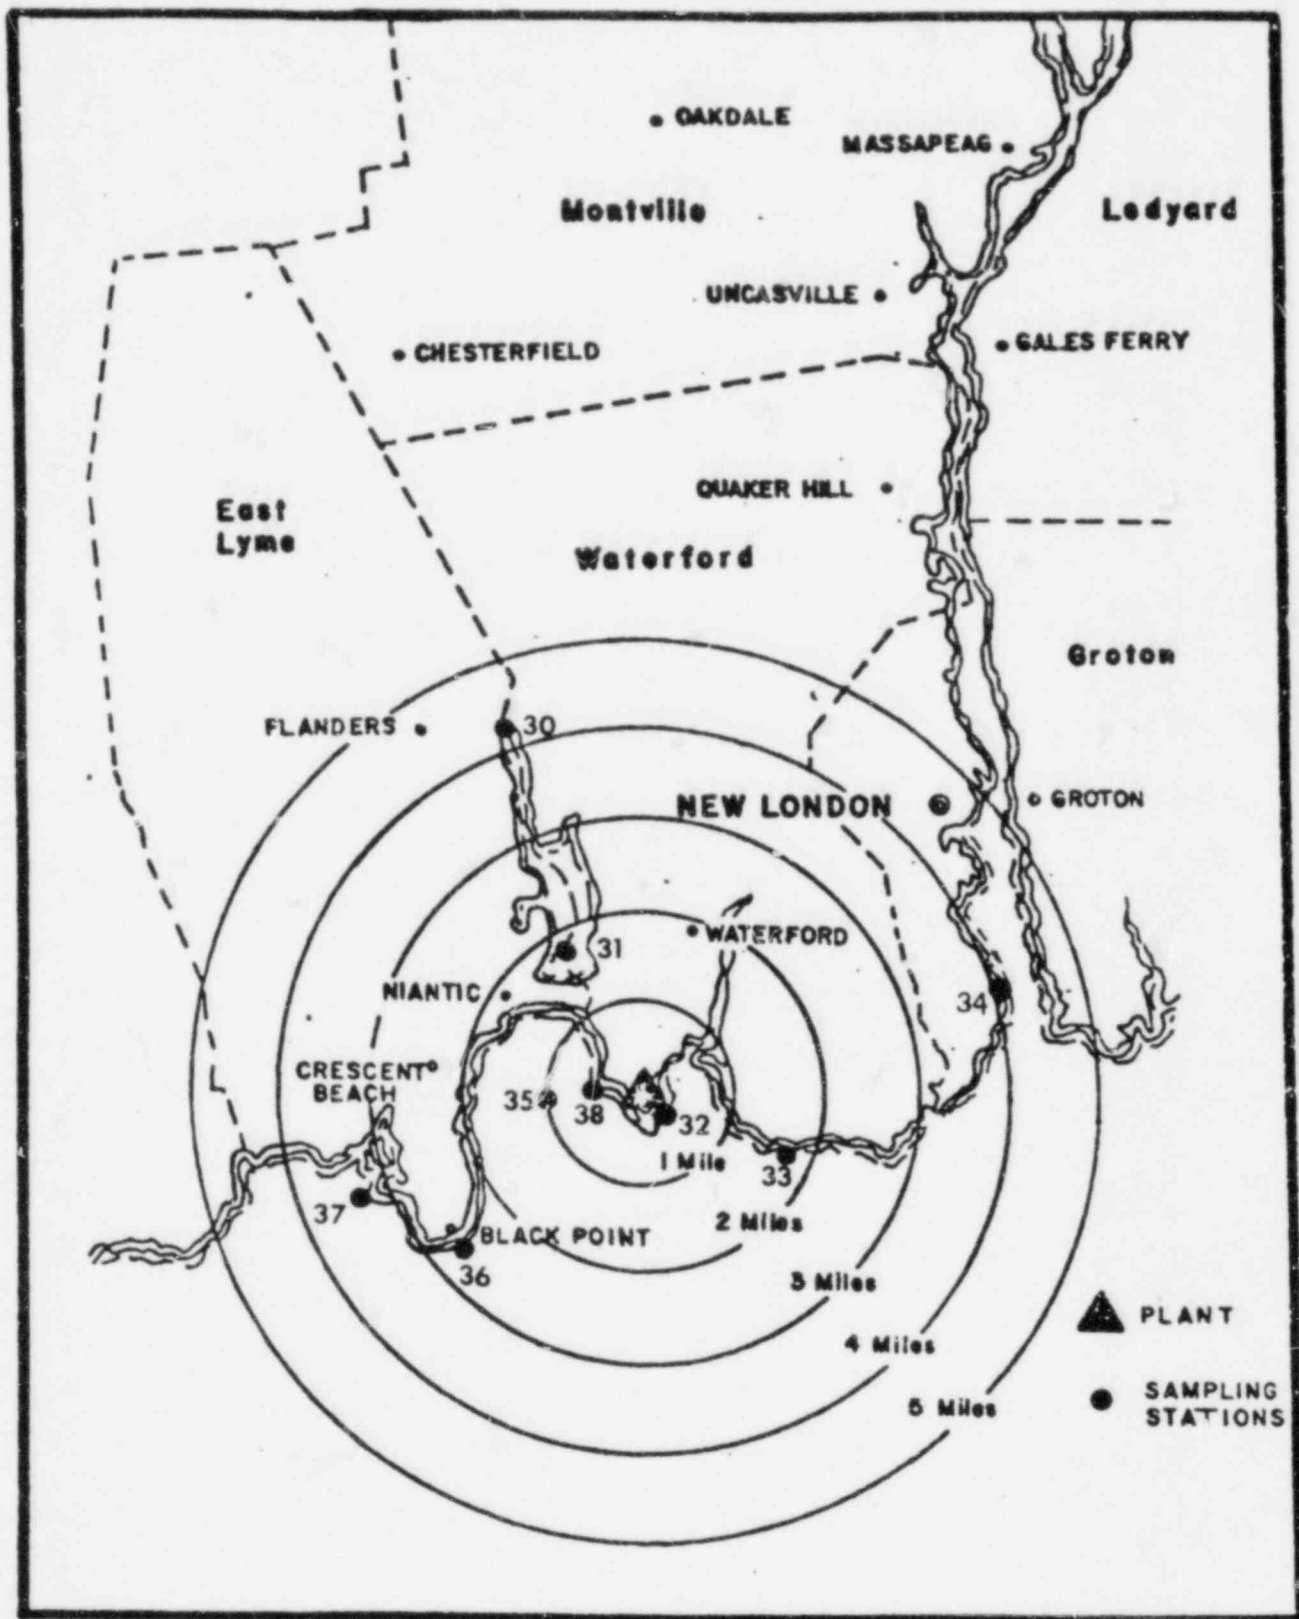 OAKDALE
MASSAPEAG
Montville
Ledyard
UNCASVILLE
GALES FERRY
CHESTERFIELD
QUAKER HILL
East
Lyme
Waterford
Groton
FLANDERS
30
NEW LONDON
GROTON
31
WATERFORD
NIANTIC
34
CRESCENT
BEACH
35
38
32
1 Mile
33
37
2 Miles
BLACK POINT
36
3 Miles
PLANT
4 Miles
SAMPLING
STATIONS
5 Miles